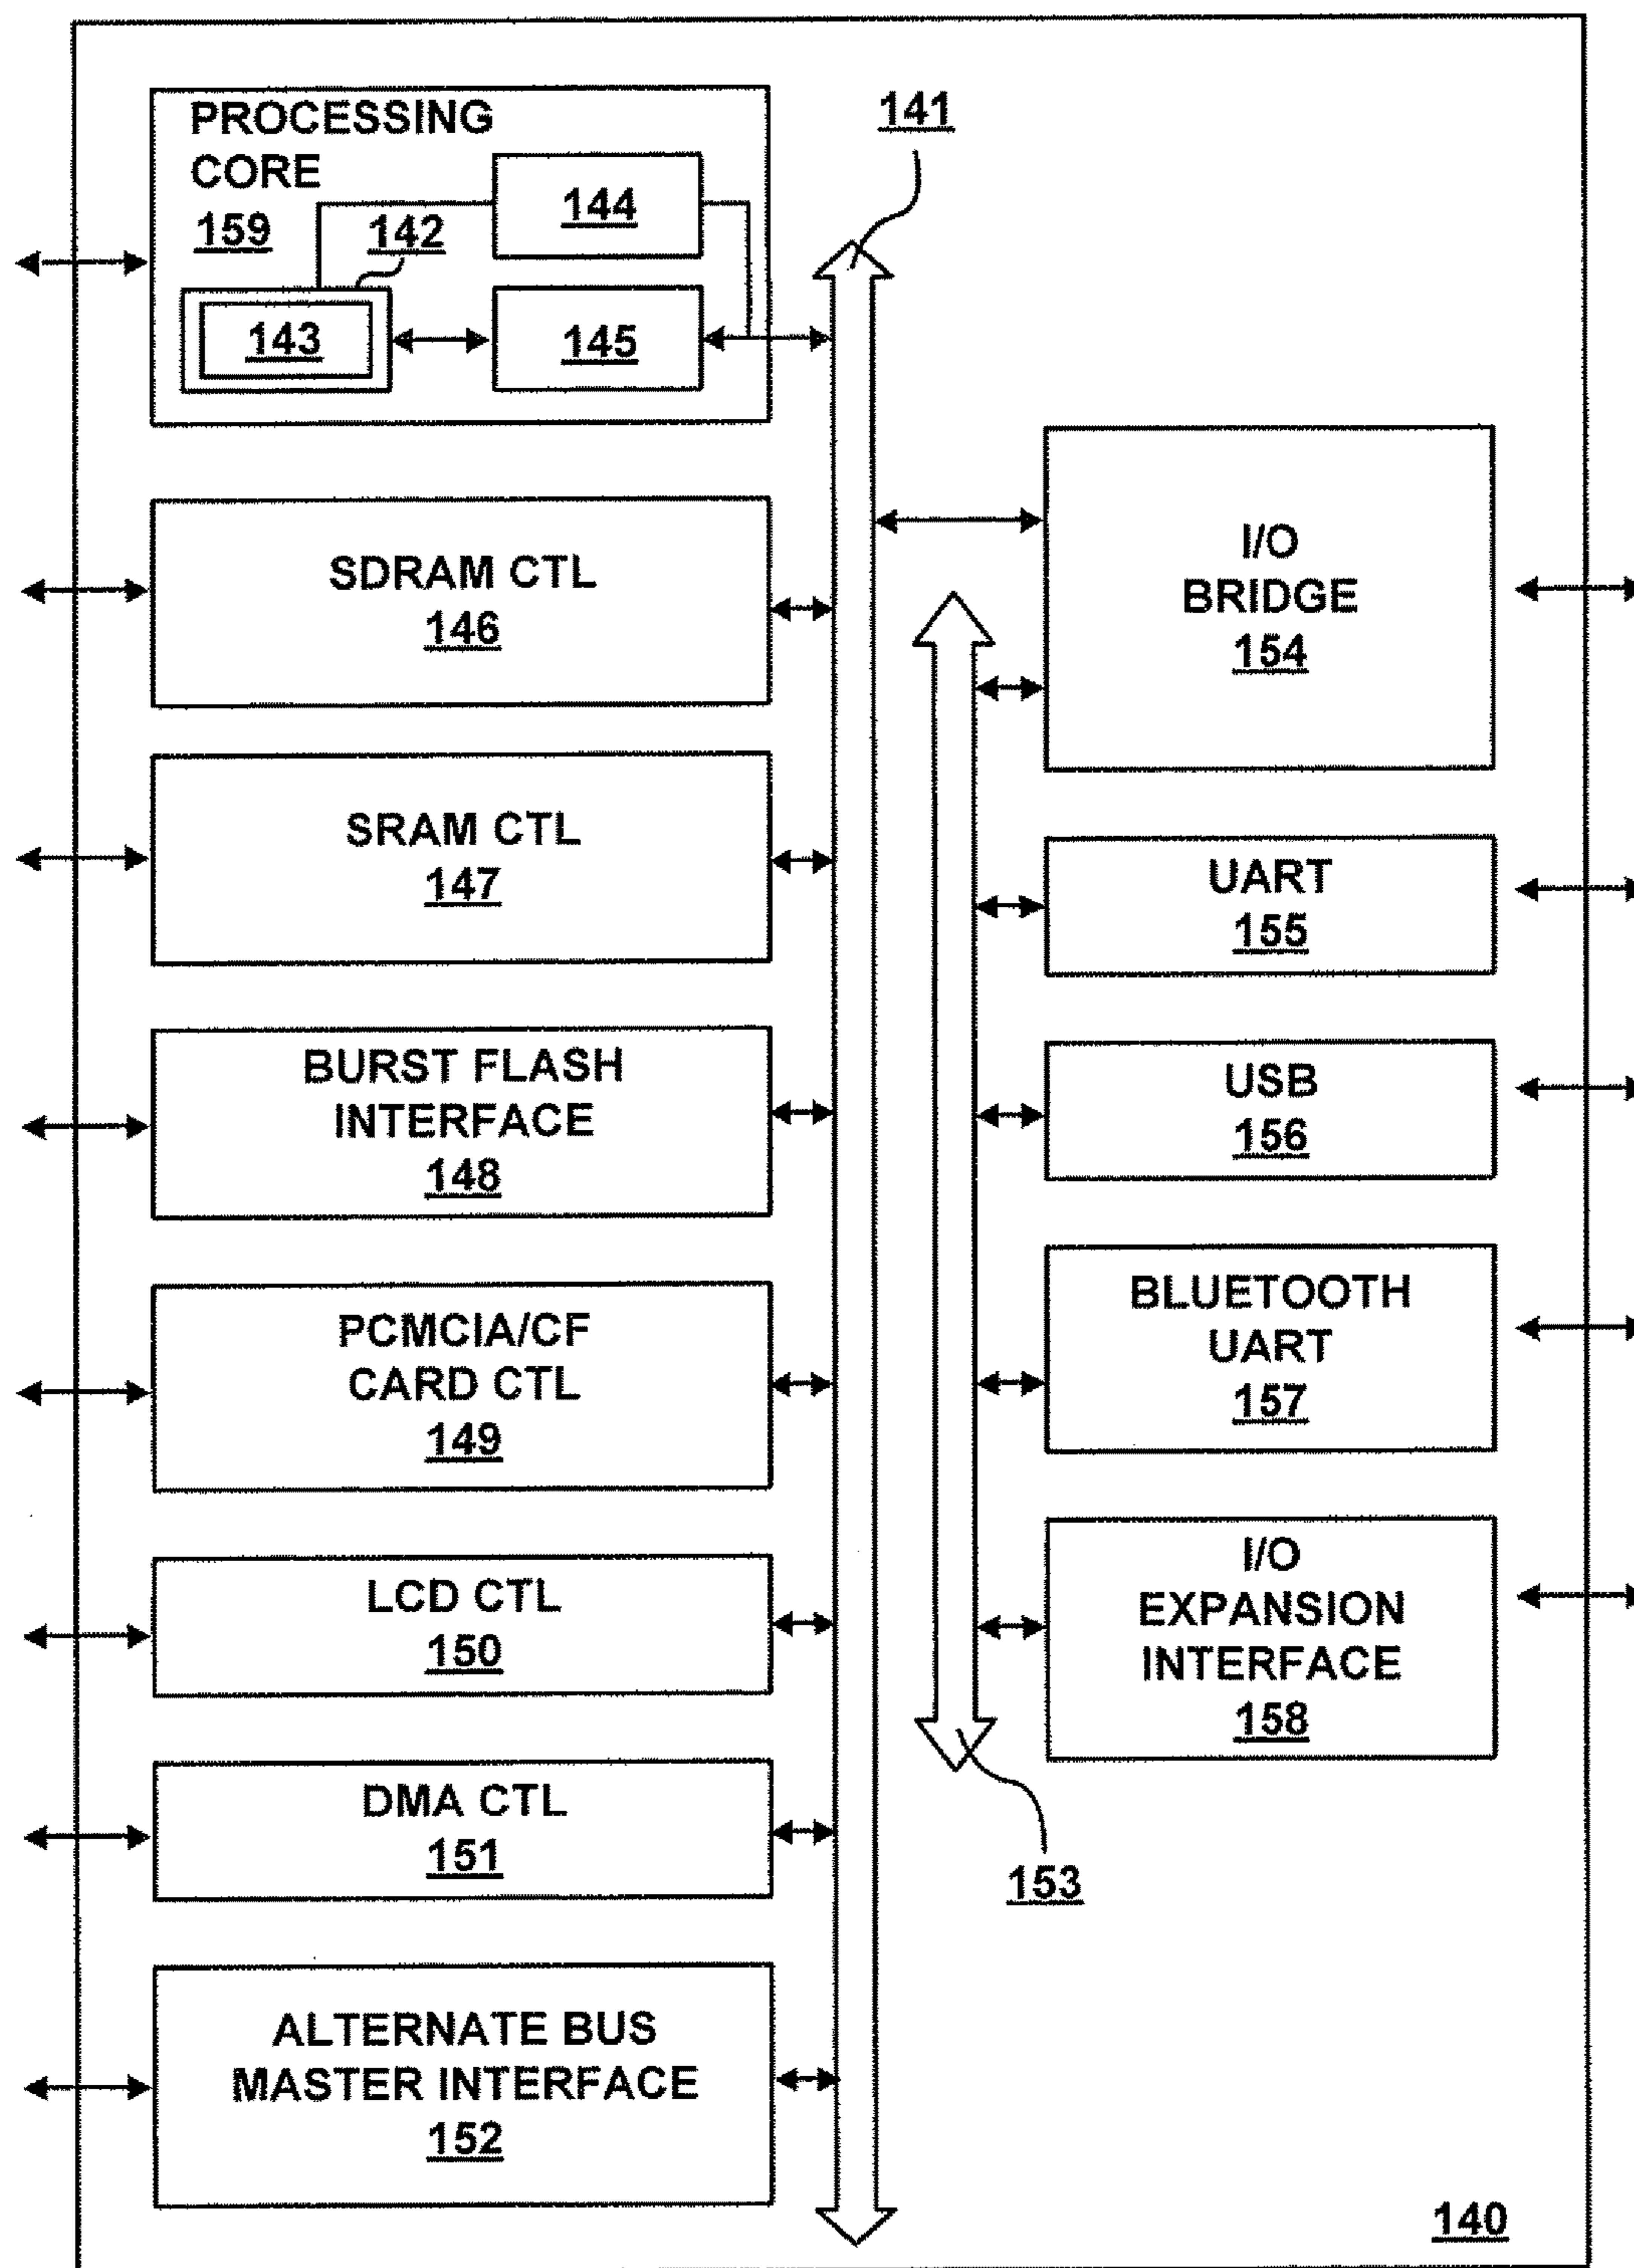 PROCESSING
CORE
159
142
144
143
145
141
SDRAM CTL
146
SRAM CTL
147
BURST FLASH
INTERFACE
148
PCMCIA/CF
CARD CTL
149
LCD CTL
150
DMA CTL
151
ALTERNATE BUS
MASTER INTERFACE
152
I/O
BRIDGE
154
UART
155
USB
156
BLUETOOTH
UART
157
I/O
EXPANSION
INTERFACE
158
153
140